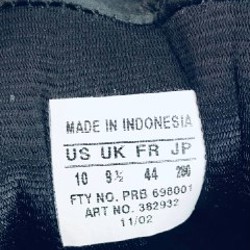 MADE IN INDONESIA
US UK FR JP
10 9½ 44 280
FTY NO. PRB 698001
ART NO. 382932
11/02